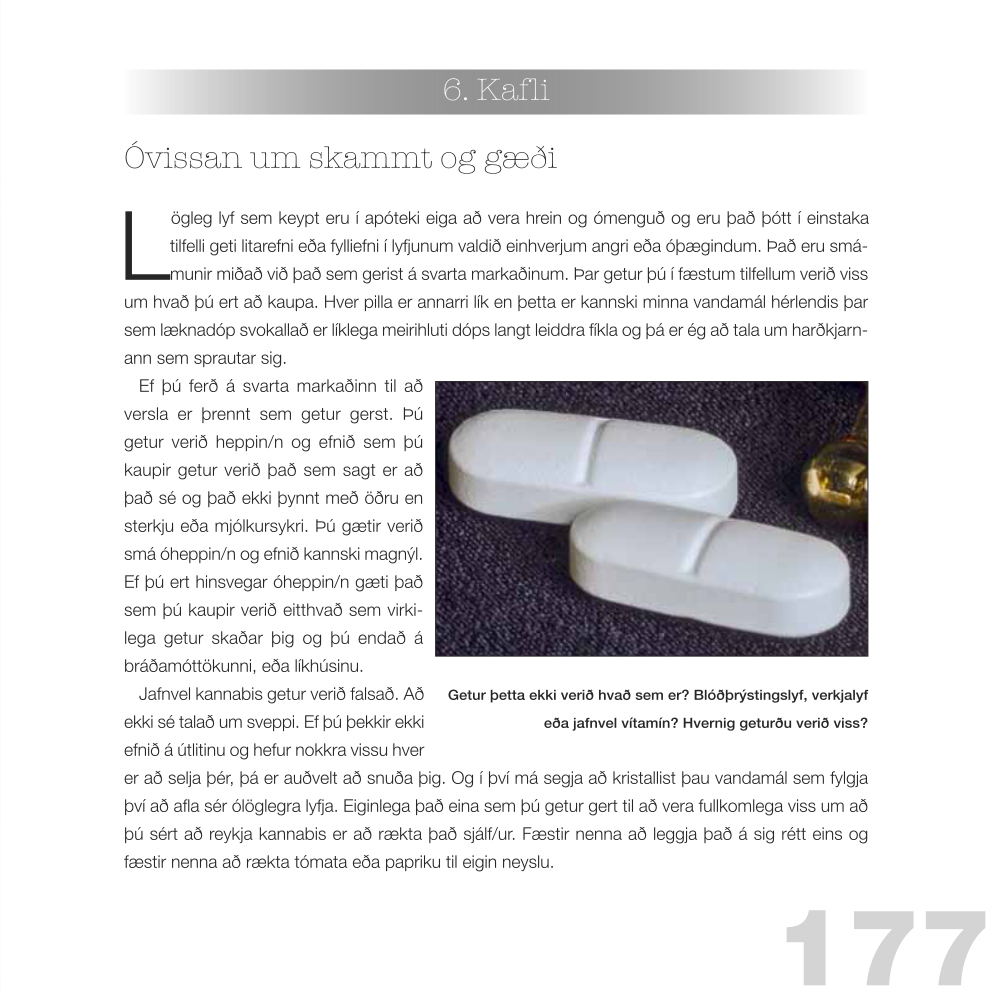 6. Kafli
Óvissan um skammt og gæði
Lögleg lyf sem keypt eru í apóteki eiga að vera hrein og ómenguð og eru það þótt í einstaka
tilfelli geti litarefni eða fylliefni í lyfjunum valdið einhverjum angri eða óþægindum. Það eru smá-
munir miðað við það sem gerist á svarta markaðinum. Þar getur þú í fæstum tilfellum verið viss
um hvað þú ert að kaupa. Hver pilla er annarri lík en þetta er kannski minna vandamál hérlendis þar
sem læknadóp svokallað er líklega meirihluti dóps langt leiddra fíkla og þá er ég að tala um harðkjarn-
ann sem sprautar sig.
Ef þú ferð á svarta markaðinn til að
versla er þrennt sem getur gerst. Þú
getur verið heppin/n og efnið sem þú
kaupir getur verið það sem sagt er að
það sé og það ekki þynnt með öðru en
sterkju eða mjólkursykri. Þú gætir verið
smá óheppin/n og efnið kannski magnýl.
Ef þú ert hinsvegar óheppin/n gæti það
sem þú kaupir verið eitthvað sem virki-
lega getur skaðar þig og þú endað á
bráðamóttökunni, eða líkhúsinu.
Jafnvel kannabis getur verið falsað. Að
ekki sé talað um sveppi. Ef þú þekkir ekki
efnið á útlitinu og hefur nokkra vissu hver
er að selja þér, þá er auðvelt að snuða þig. Og í því má segja að kristallist þau vandamál sem fylgja
því að afla sér ólöglegra lyfja. Eiginlega það eina sem þú getur gert til að vera fullkomlega viss um að
þú sért að reykja kannabis er að rækta það sjálf/ur. Fæstir nenna að leggja það á sig rétt eins og
fæstir nenna að rækta tómata eða papriku til eigin neyslu.
Getur þetta ekki verið hvað sem er? Blóðþrýstingslyf, verkjalyf
eða jafnvel vítamín? Hvernig geturðu verið viss?
177